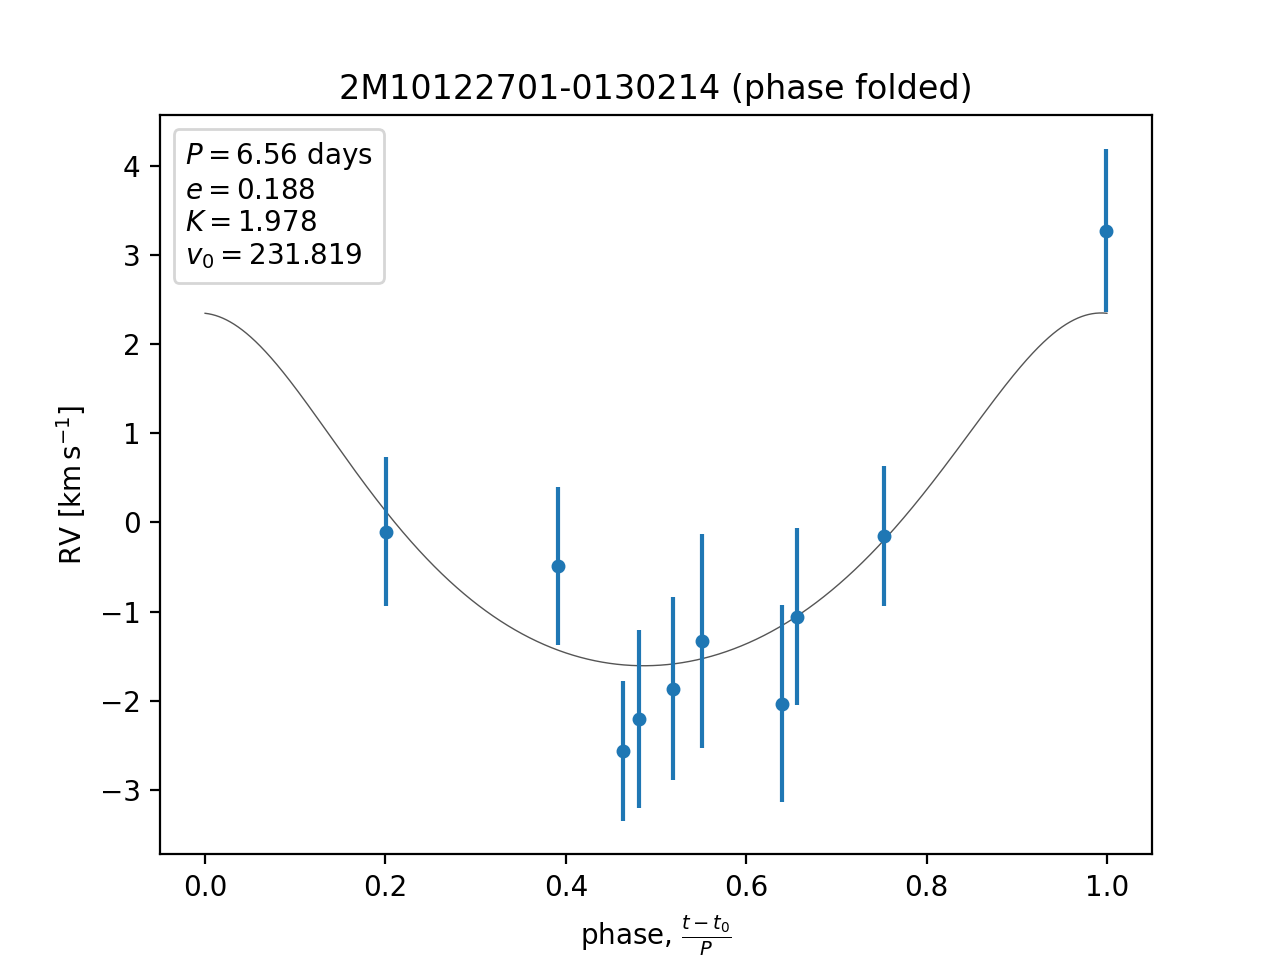 2M10122701-0130214 (phase folded)
P = 6.56 days
e = 0.188
K = 1.978
v₀ = 231.819
RV [km s⁻¹]
4
3
2
1
0
−1
−2
−3
0.0 0.2 0.4 0.6 0.8 1.0
phase, (t − t₀)/P